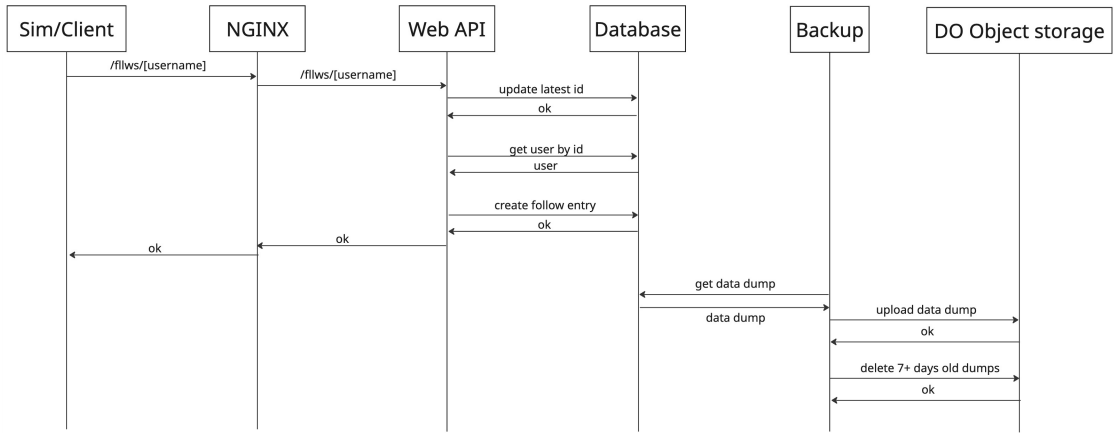 Sim/Client
NGINX
Web API
Database
Backup
DO Object storage
/fllws/[username]
/fllws/[username]
update latest id
ok
get user by id
user
create follow entry
ok
ok
ok
get data dump
data dump
upload data dump
ok
delete 7+ days old dumps
ok